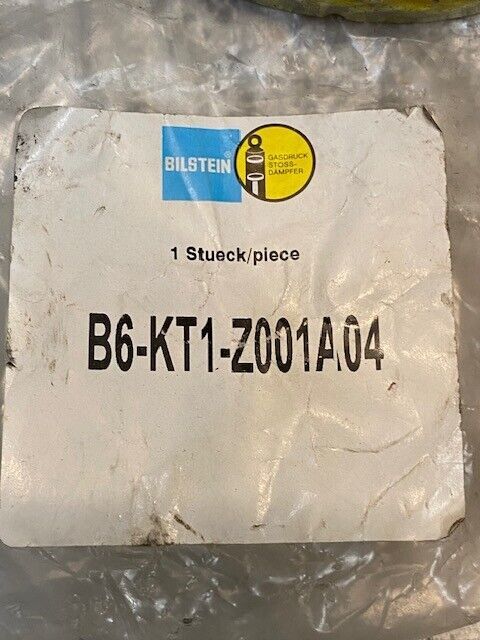 BILSTEIN®
GASDRUCK
STOSS-
DÄMPFER
1 Stueck/piece
B6-KT1-Z001A04